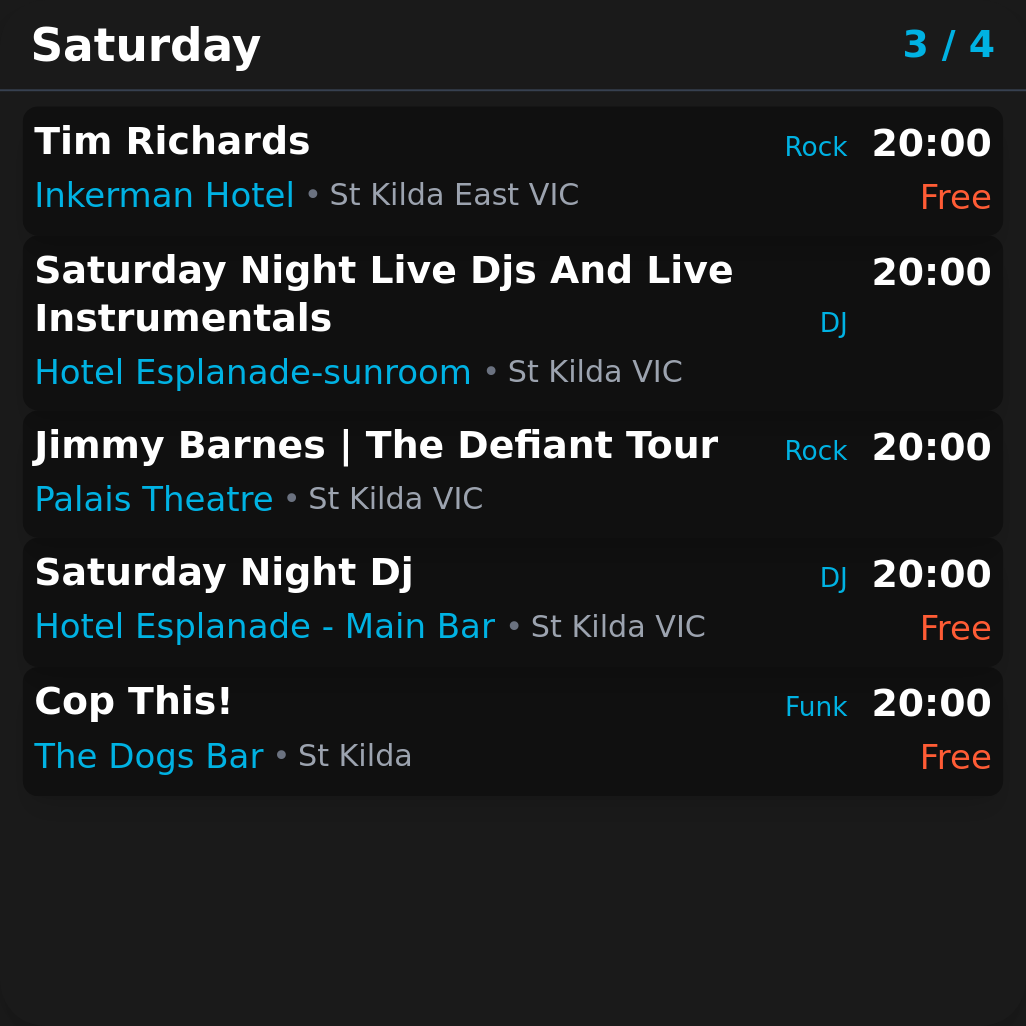 Saturday 3 / 4
Tim Richards Rock 20:00
Inkerman Hotel • St Kilda East VIC Free
Saturday Night Live Djs And Live 20:00
Instrumentals DJ
Hotel Esplanade-sunroom • St Kilda VIC
Jimmy Barnes | The Defiant Tour Rock 20:00
Palais Theatre • St Kilda VIC
Saturday Night Dj DJ 20:00
Hotel Esplanade - Main Bar • St Kilda VIC Free
Cop This! Funk 20:00
The Dogs Bar • St Kilda Free